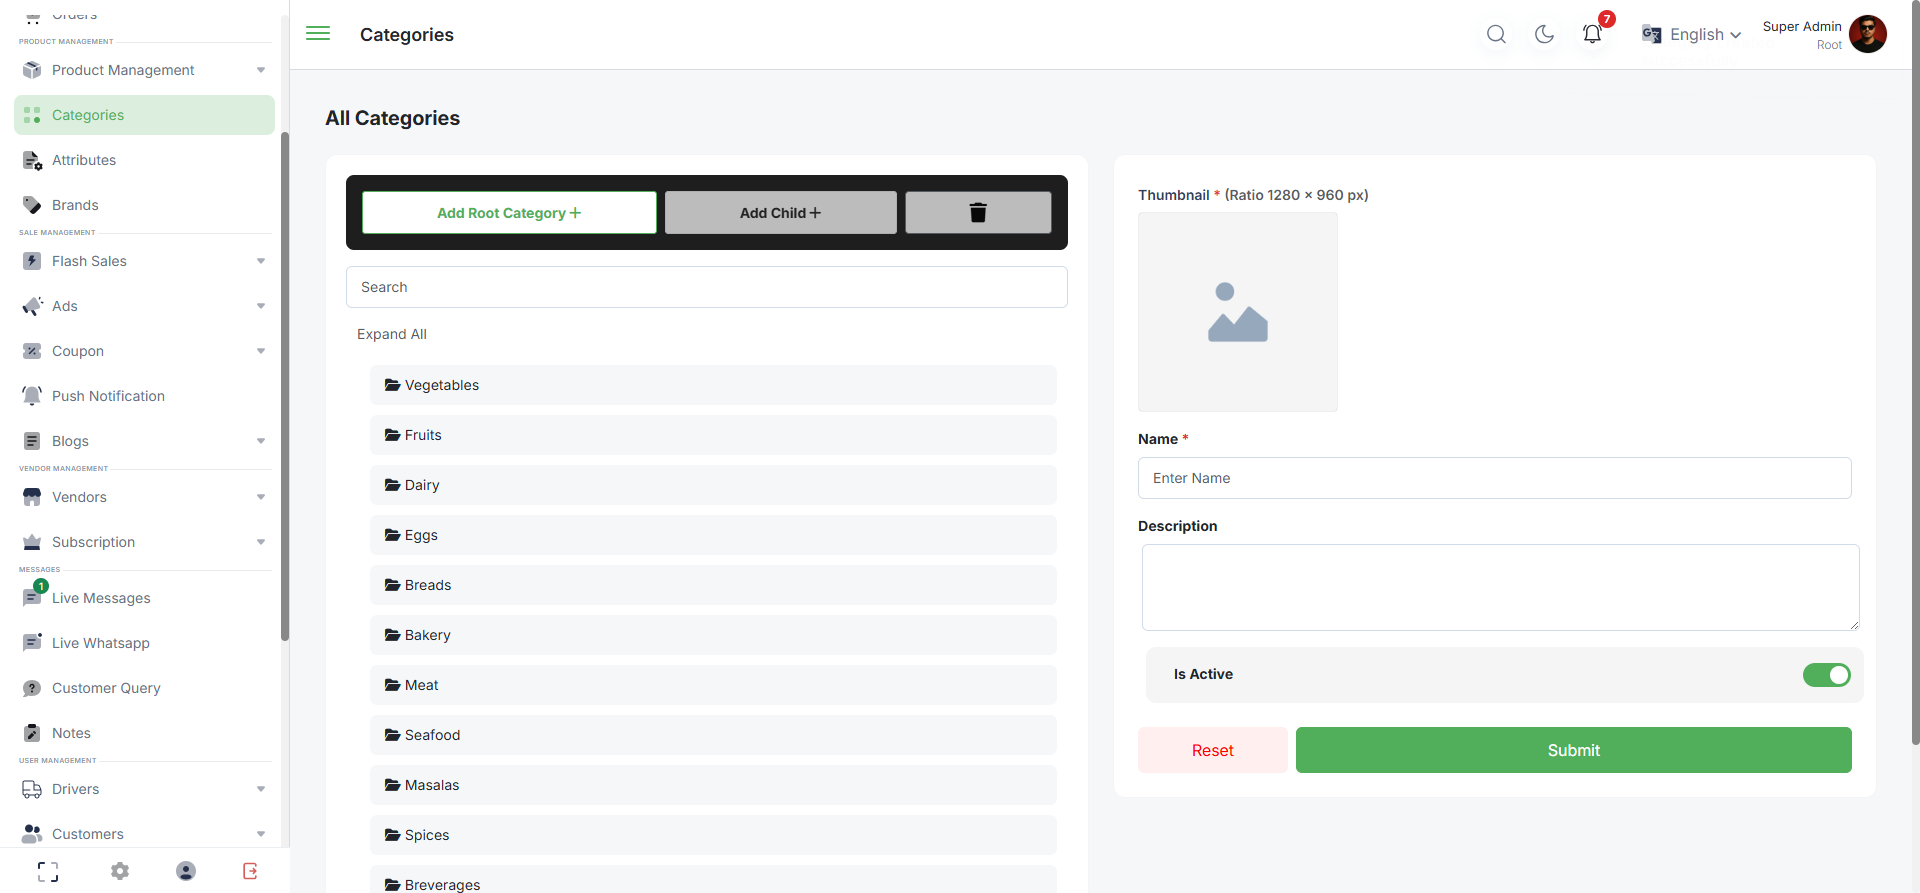 Orders
PRODUCT MANAGEMENT
Product Management
Categories
Attributes
Brands
SALE MANAGEMENT
Flash Sales
Ads
Coupon
Push Notification
Blogs
VENDOR MANAGEMENT
Vendors
Subscription
MESSAGES
1
Live Messages
Live Whatsapp
Customer Query
Notes
USER MANAGEMENT
Drivers
Customers
Categories
7
English
Super Admin
Root
All Categories
Add Root Category+
Add Child+
Search
Expand All
Vegetables
Fruits
Dairy
Eggs
Breads
Bakery
Meat
Seafood
Masalas
Spices
Breverages
Thumbnail * (Ratio 1280 × 960 px)
Name *
Enter Name
Description
Is Active
Reset
Submit